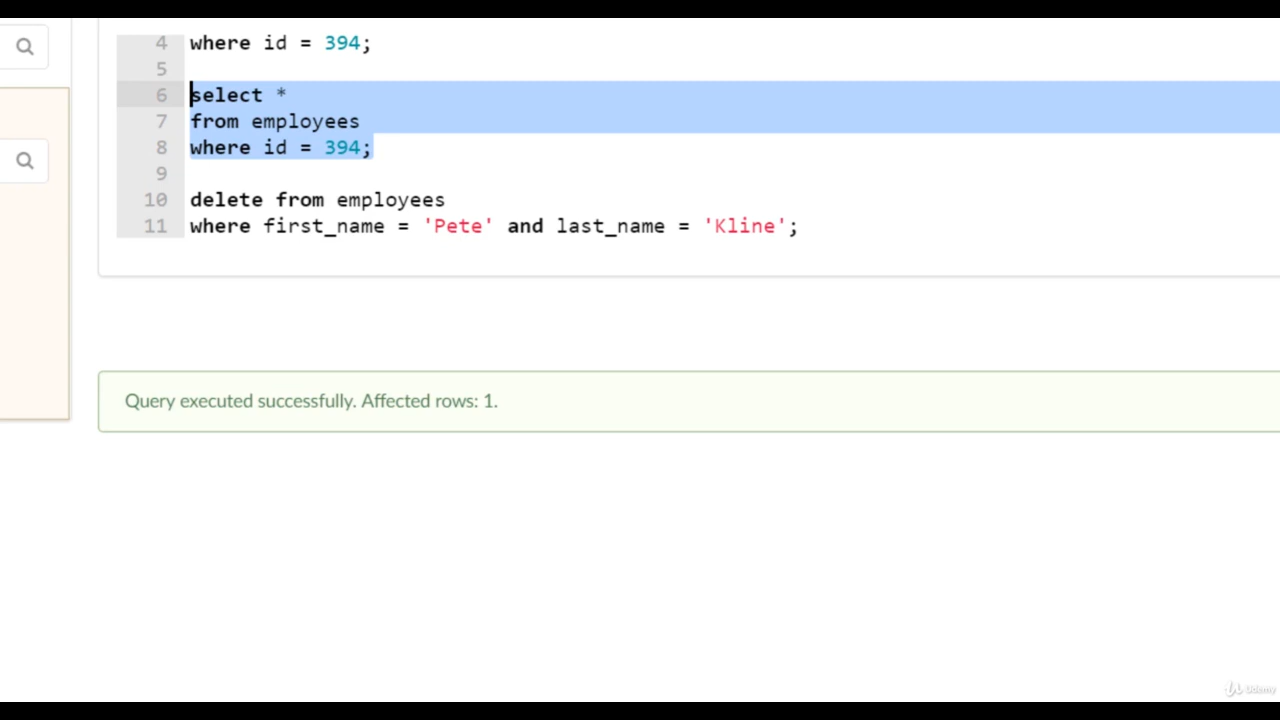 4 where id = 394;
5
6 select *
7 from employees
8 where id = 394;
9
10 delete from employees
11 where first_name = 'Pete' and last_name = 'Kline';
Query executed successfully. Affected rows: 1.
Udemy